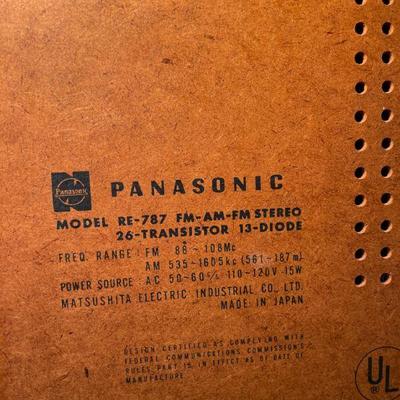 Panasonic
PANASONIC
MODEL RE-787 FM-AM-FM STEREO
26-TRANSISTOR 13-DIODE
FREQ. RANGE : FM 88 ~ 108Mc
AM 535~1605kc (561~187m)
POWER SOURCE : AC 50-60% 110-120V 15W
MATSUSHITA ELECTRIC INDUSTRIAL CO., LTD.
MADE IN JAPAN
DESIGN CERTIFIED AS COMPLYING WITH
FEDERAL COMMUNICATIONS COMMISSION'S
RULES, PART 15, IN EFFECT AS OF DATE OF
MANUFACTURE.
UL
®